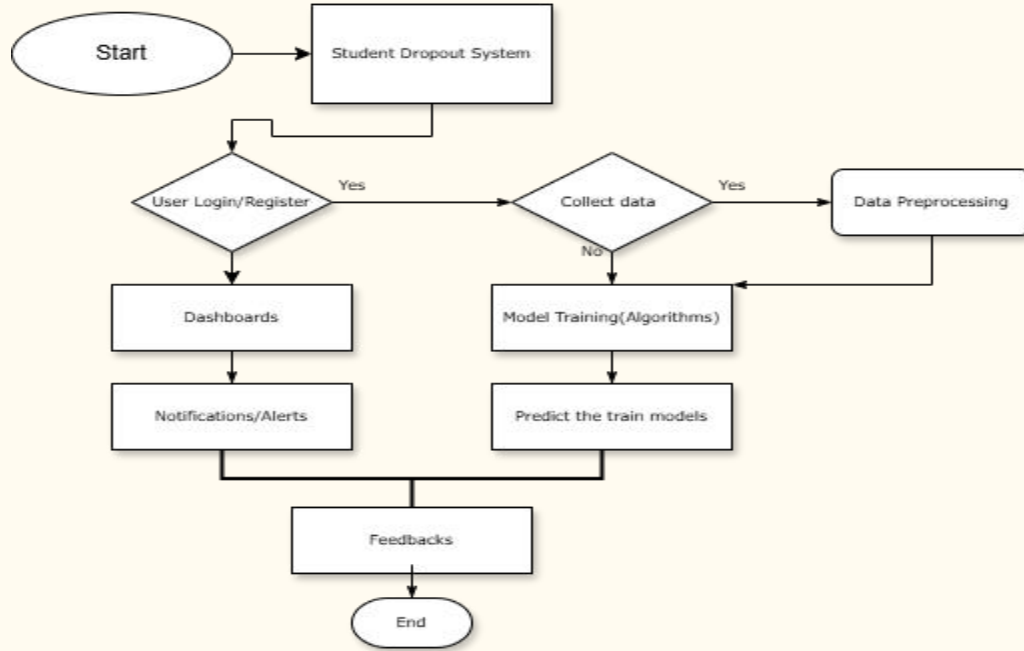 Start
Student Dropout System
User Login/Register
Yes
Collect data
Yes
Data Preprocessing
No
Dashboards
Model Training(Algorithms)
Notifications/Alerts
Predict the train models
Feedbacks
End